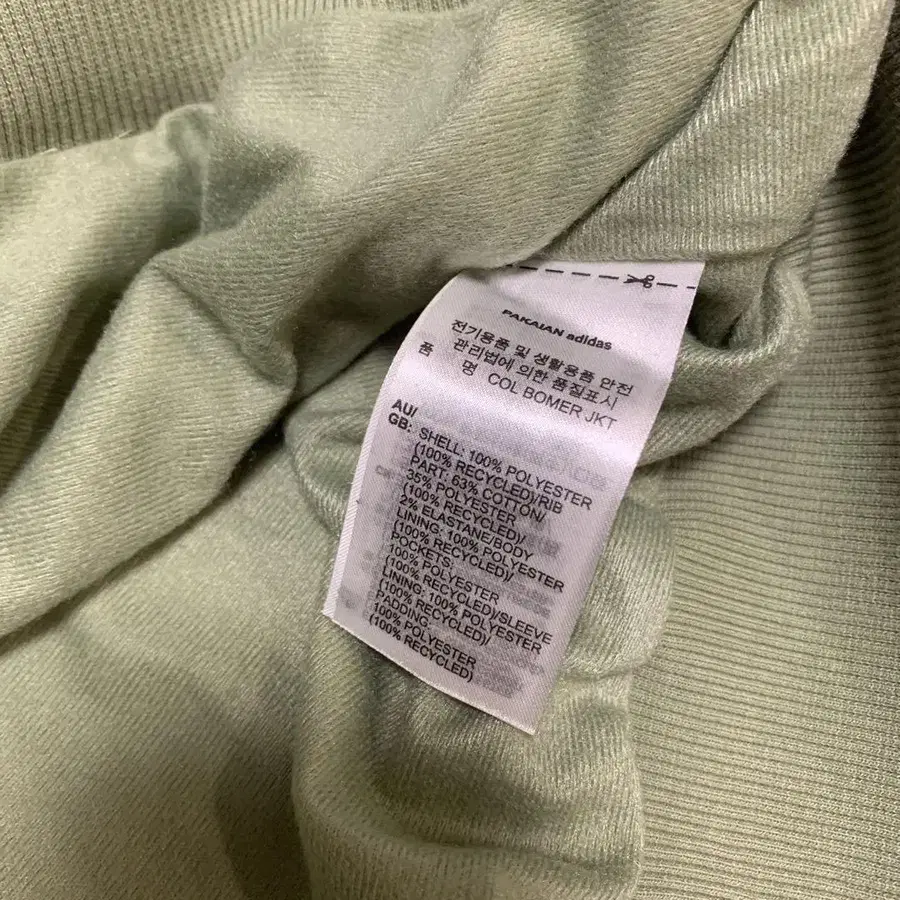 PAKAIAN adidas
전기용품 및 생활용품 안전
관리법에 의한 품질표시
품 명 COL BOMER JKT
AU/
GB: SHELL: 100% POLYESTER
(100% RECYCLED)/RIB
PART: 63% COTTON/
35% POLYESTER
(100% RECYCLED)/
2% ELASTANE/BODY
LINING: 100% POLYESTER
(100% RECYCLED)/
POCKETS:
100% POLYESTER
(100% RECYCLED)/SLEEVE
LINING: 100% POLYESTER
(100% RECYCLED)/
PADDING:
100% POLYESTER
(100% RECYCLED)